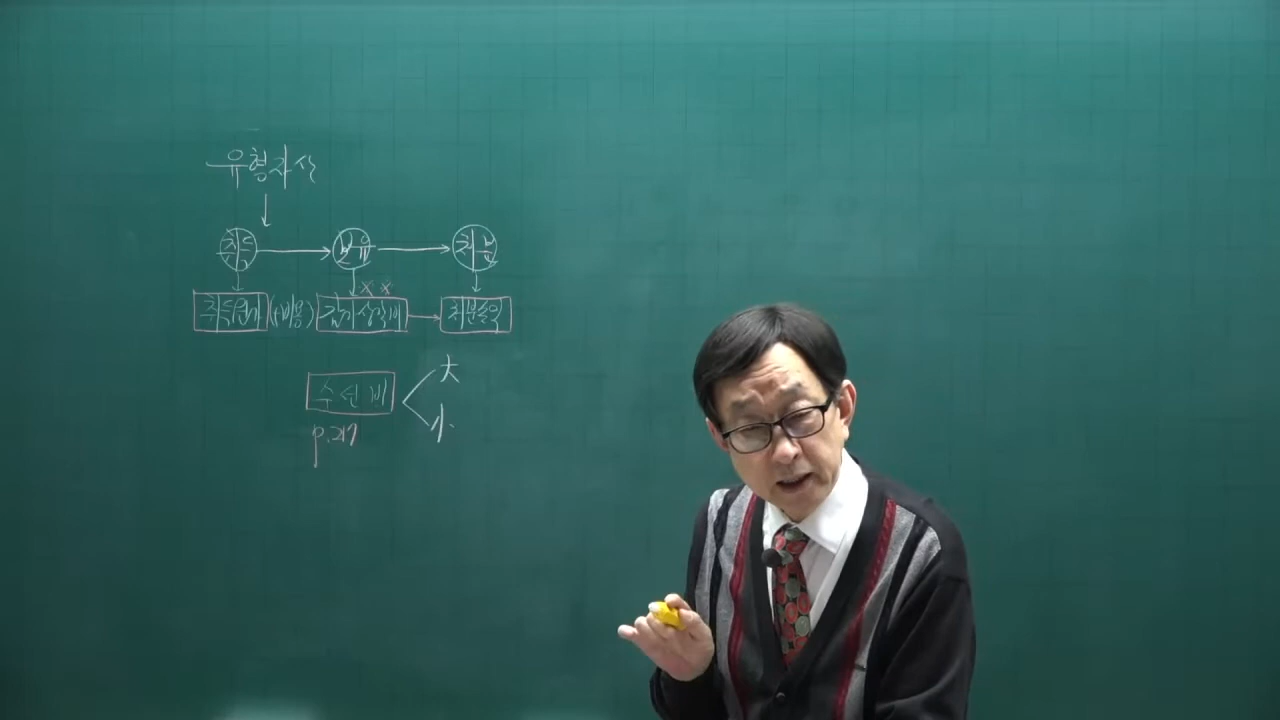 유형자산
취득 보유 처분
취득원가 (+비용) 감가상각비 처분손익
수선비 大
小
p.217